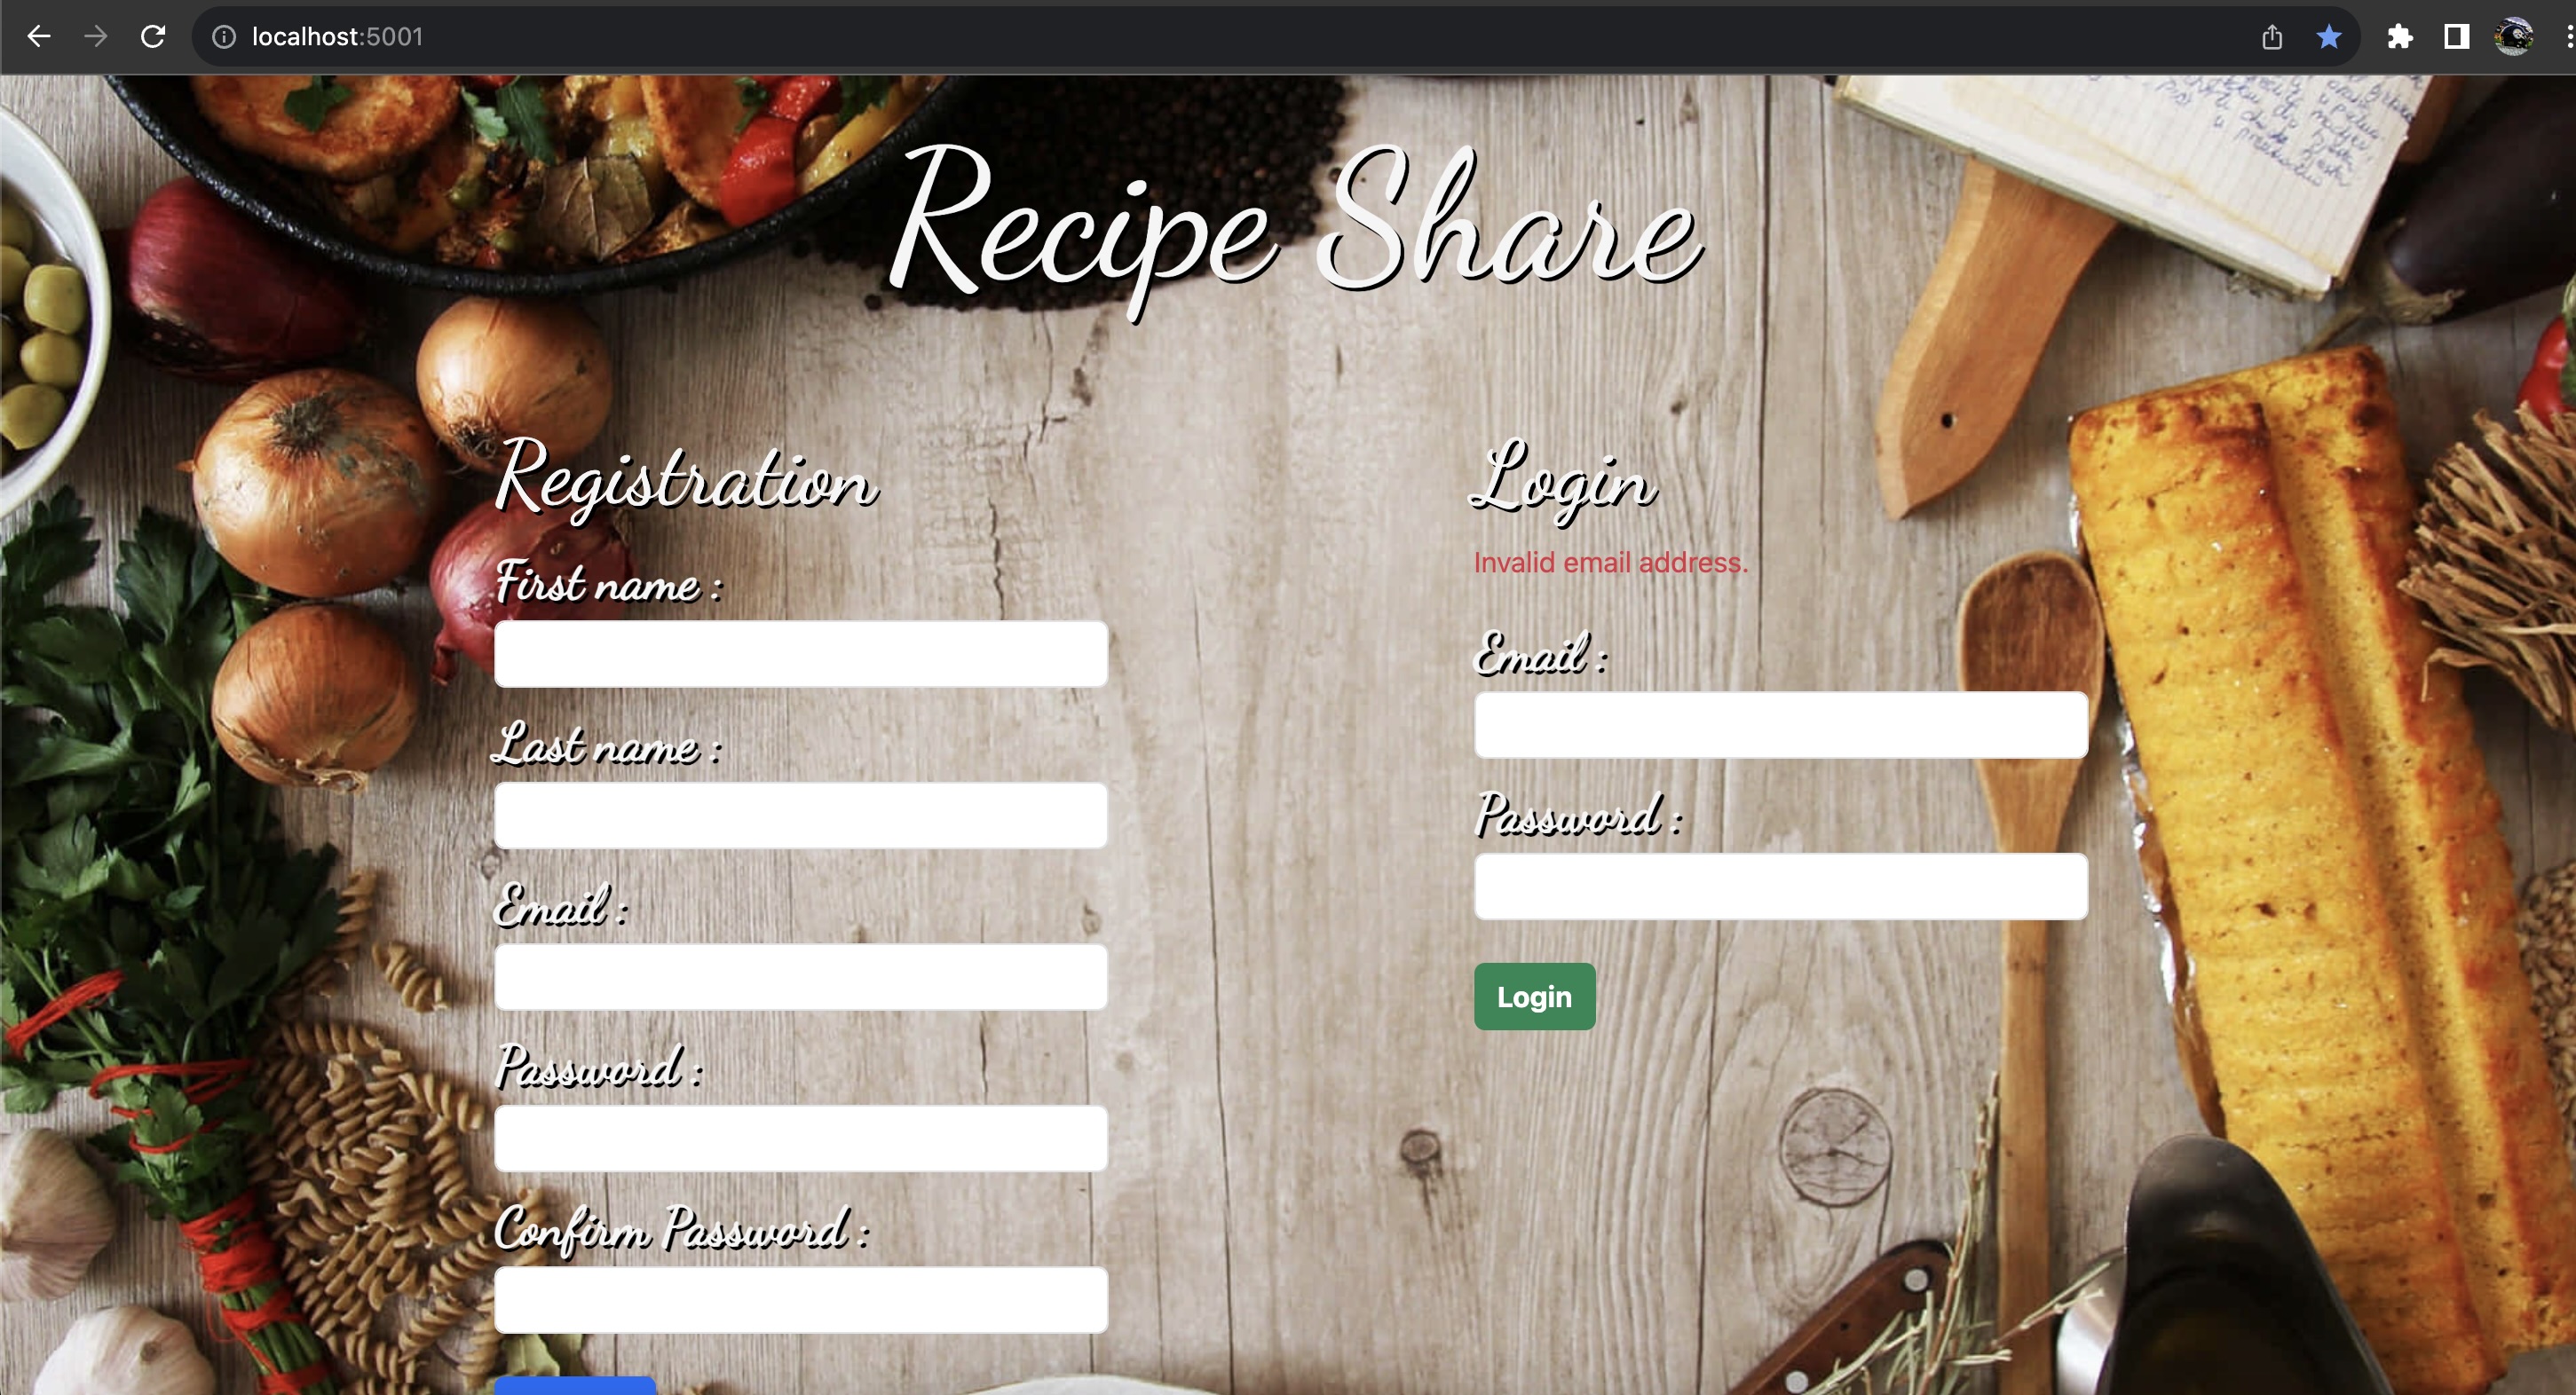 localhost:5001
Recipe Share
Registration
First name :
Last name :
Email :
Password :
Confirm Password :
Login
Invalid email address.
Email :
Password :
Login